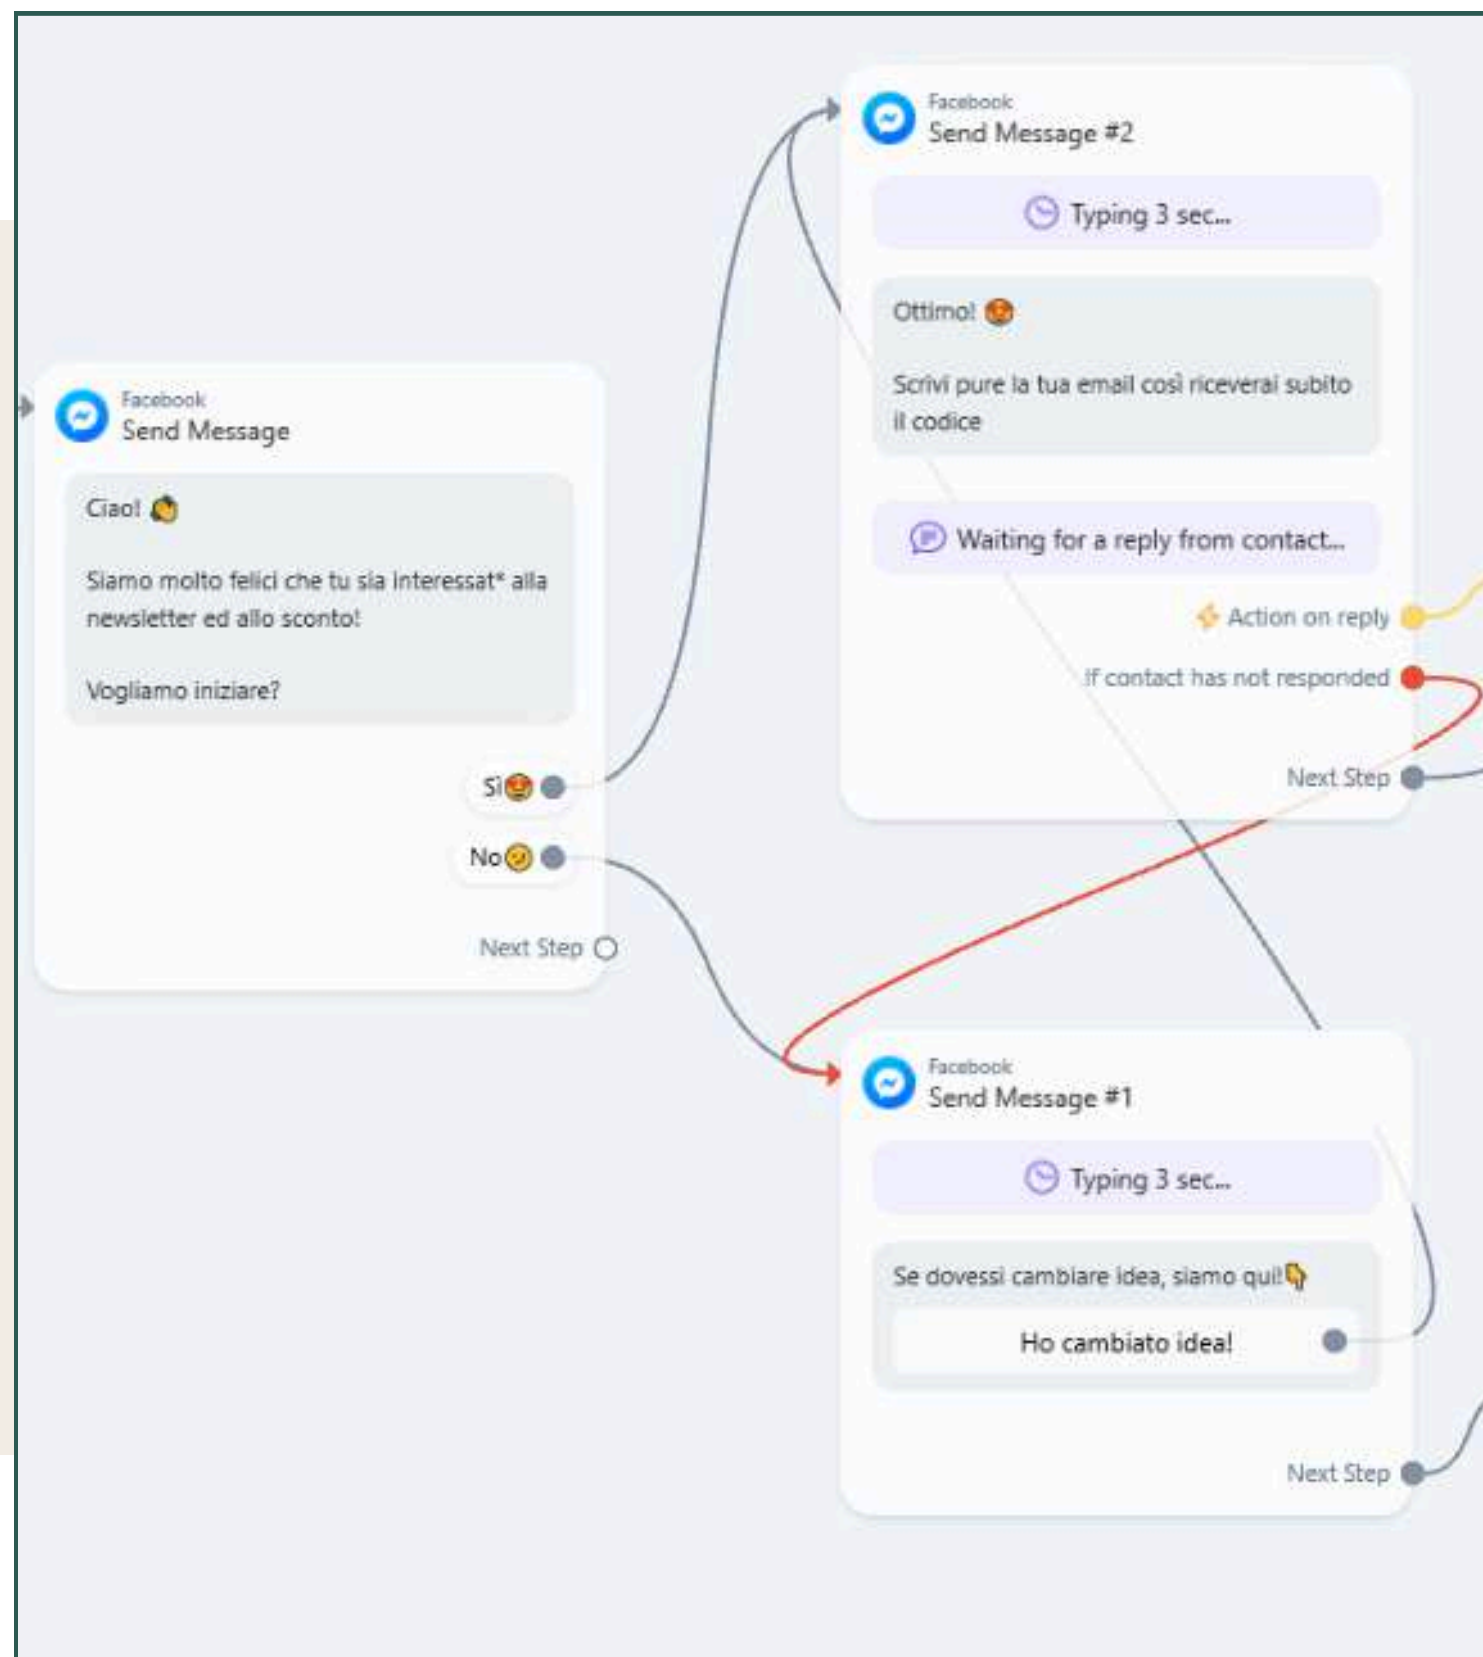 Facebook
Send Message
Ciao! 👏
Siamo molto felici che tu sia interessat* alla
newsletter ed allo sconto!
Vogliamo iniziare?
Sì🤩
No🫤
Next Step
Facebook
Send Message #2
Typing 3 sec...
Ottimo! 🤩
Scrivi pure la tua email così riceverai subito
il codice
Waiting for a reply from contact...
Action on reply
If contact has not responded
Next Step
Facebook
Send Message #1
Typing 3 sec...
Se dovessi cambiare idea, siamo qui!👇
Ho cambiato idea!
Next Step